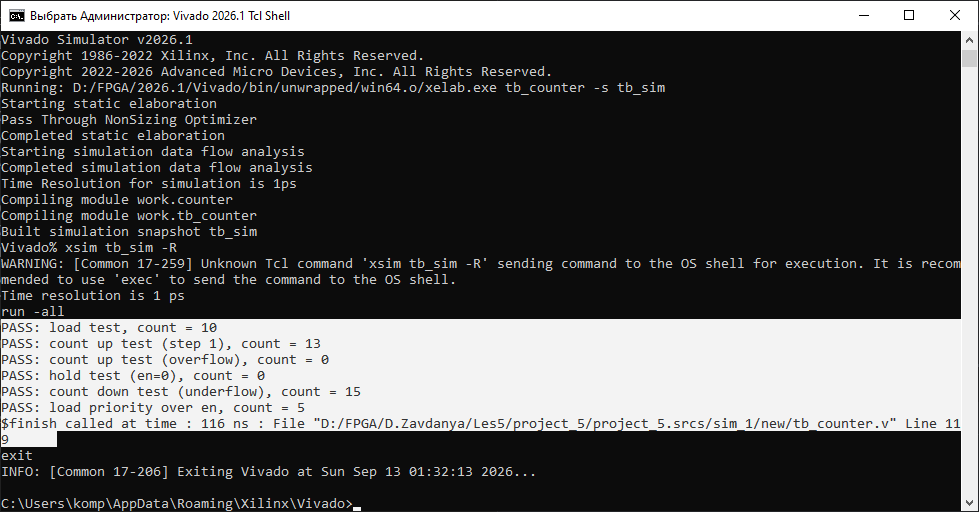 Выбрать Администратор: Vivado 2026.1 Tcl Shell
Vivado Simulator v2026.1
Copyright 1986-2022 Xilinx, Inc. All Rights Reserved.
Copyright 2022-2026 Advanced Micro Devices, Inc. All Rights Reserved.
Running: D:/FPGA/2026.1/Vivado/bin/unwrapped/win64.o/xelab.exe tb_counter -s tb_sim
Starting static elaboration
Pass Through NonSizing Optimizer
Completed static elaboration
Starting simulation data flow analysis
Completed simulation data flow analysis
Time Resolution for simulation is 1ps
Compiling module work.counter
Compiling module work.tb_counter
Built simulation snapshot tb_sim
Vivado% xsim tb_sim -R
WARNING: [Common 17-259] Unknown Tcl command 'xsim tb_sim -R' sending command to the OS shell for execution. It is recom
mended to use 'exec' to send the command to the OS shell.
Time resolution is 1 ps
run -all
PASS: load test, count = 10
PASS: count up test (step 1), count = 13
PASS: count up test (overflow), count = 0
PASS: hold test (en=0), count = 0
PASS: count down test (underflow), count = 15
PASS: load priority over en, count = 5
$finish called at time : 116 ns : File "D:/FPGA/D.Zavdanya/Les5/project_5/project_5.srcs/sim_1/new/tb_counter.v" Line 11
9
exit
INFO: [Common 17-206] Exiting Vivado at Sun Sep 13 01:32:13 2026...
C:\Users\komp\AppData\Roaming\Xilinx\Vivado>